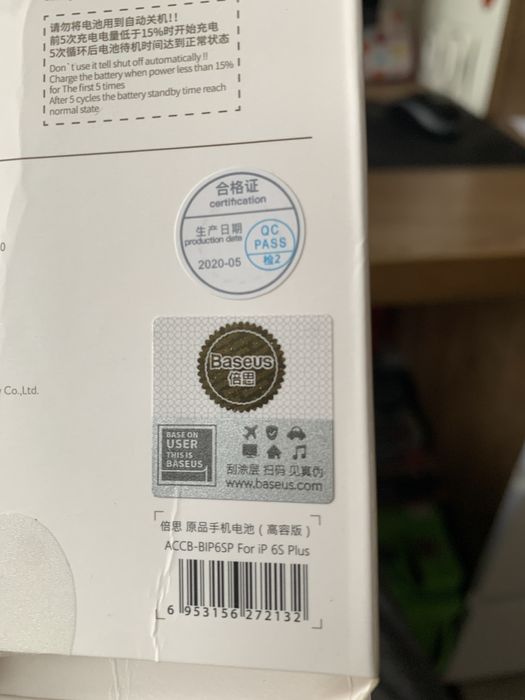 请勿将电池用到自动关机!!
前5次充电电量低于15%时开始充电
5次循环后电池待机时间达到正常状态
Don`t use it tell shut off automatically !!
Charge the battery when power less than 15%
for The first 5 times
After 5 cycles the battery standby time reach
normal state
0
合格证
certification
生产日期
production date
2020-05
QC
PASS
检2
Co.,Ltd.
Baseus
倍思
BASE ON
USER
THIS IS
BASEUS
刮涂层 扫码 见真伪
www.baseus.com
倍思 原品手机电池（高容版）
ACCB-BIP6SP For iP 6S Plus
6 953156 272132